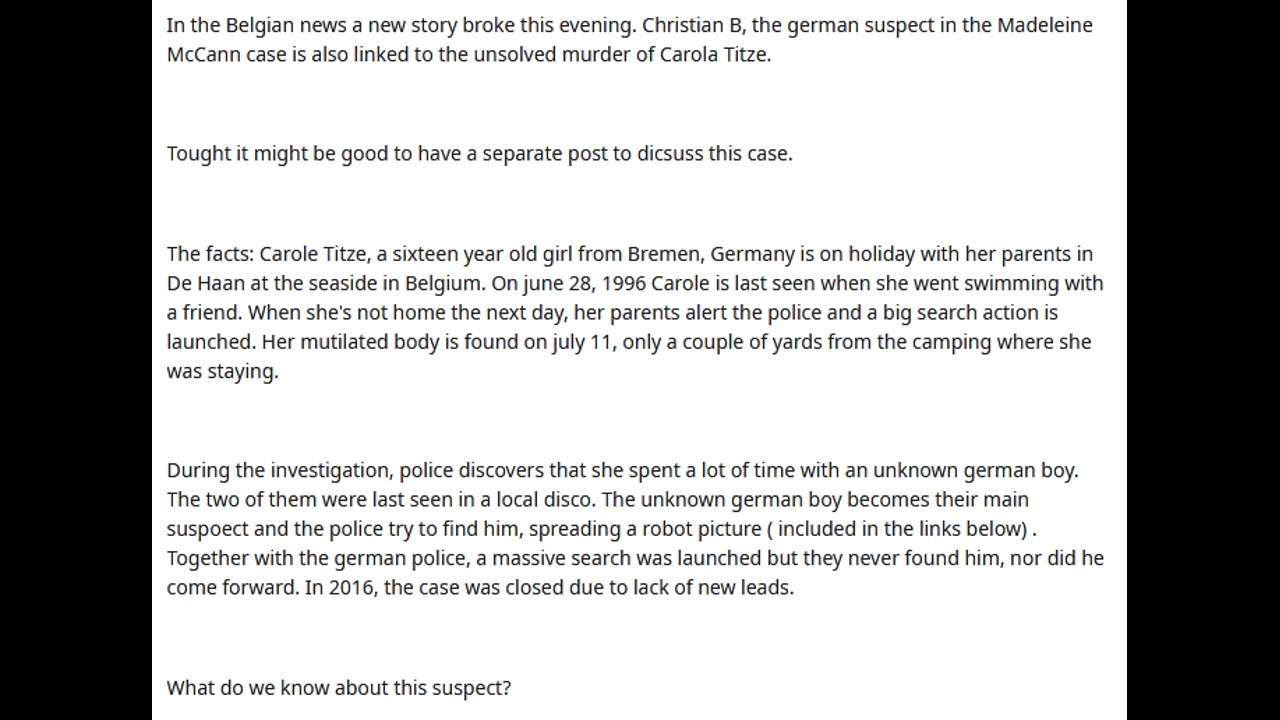 In the Belgian news a new story broke this evening. Christian B, the german suspect in the Madeleine
McCann case is also linked to the unsolved murder of Carola Titze.
Tought it might be good to have a separate post to dicsuss this case.
The facts: Carole Titze, a sixteen year old girl from Bremen, Germany is on holiday with her parents in
De Haan at the seaside in Belgium. On june 28, 1996 Carole is last seen when she went swimming with
a friend. When she's not home the next day, her parents alert the police and a big search action is
launched. Her mutilated body is found on july 11, only a couple of yards from the camping where she
was staying.
During the investigation, police discovers that she spent a lot of time with an unknown german boy.
The two of them were last seen in a local disco. The unknown german boy becomes their main
suspoect and the police try to find him, spreading a robot picture ( included in the links below) .
Together with the german police, a massive search was launched but they never found him, nor did he
come forward. In 2016, the case was closed due to lack of new leads.
What do we know about this suspect?